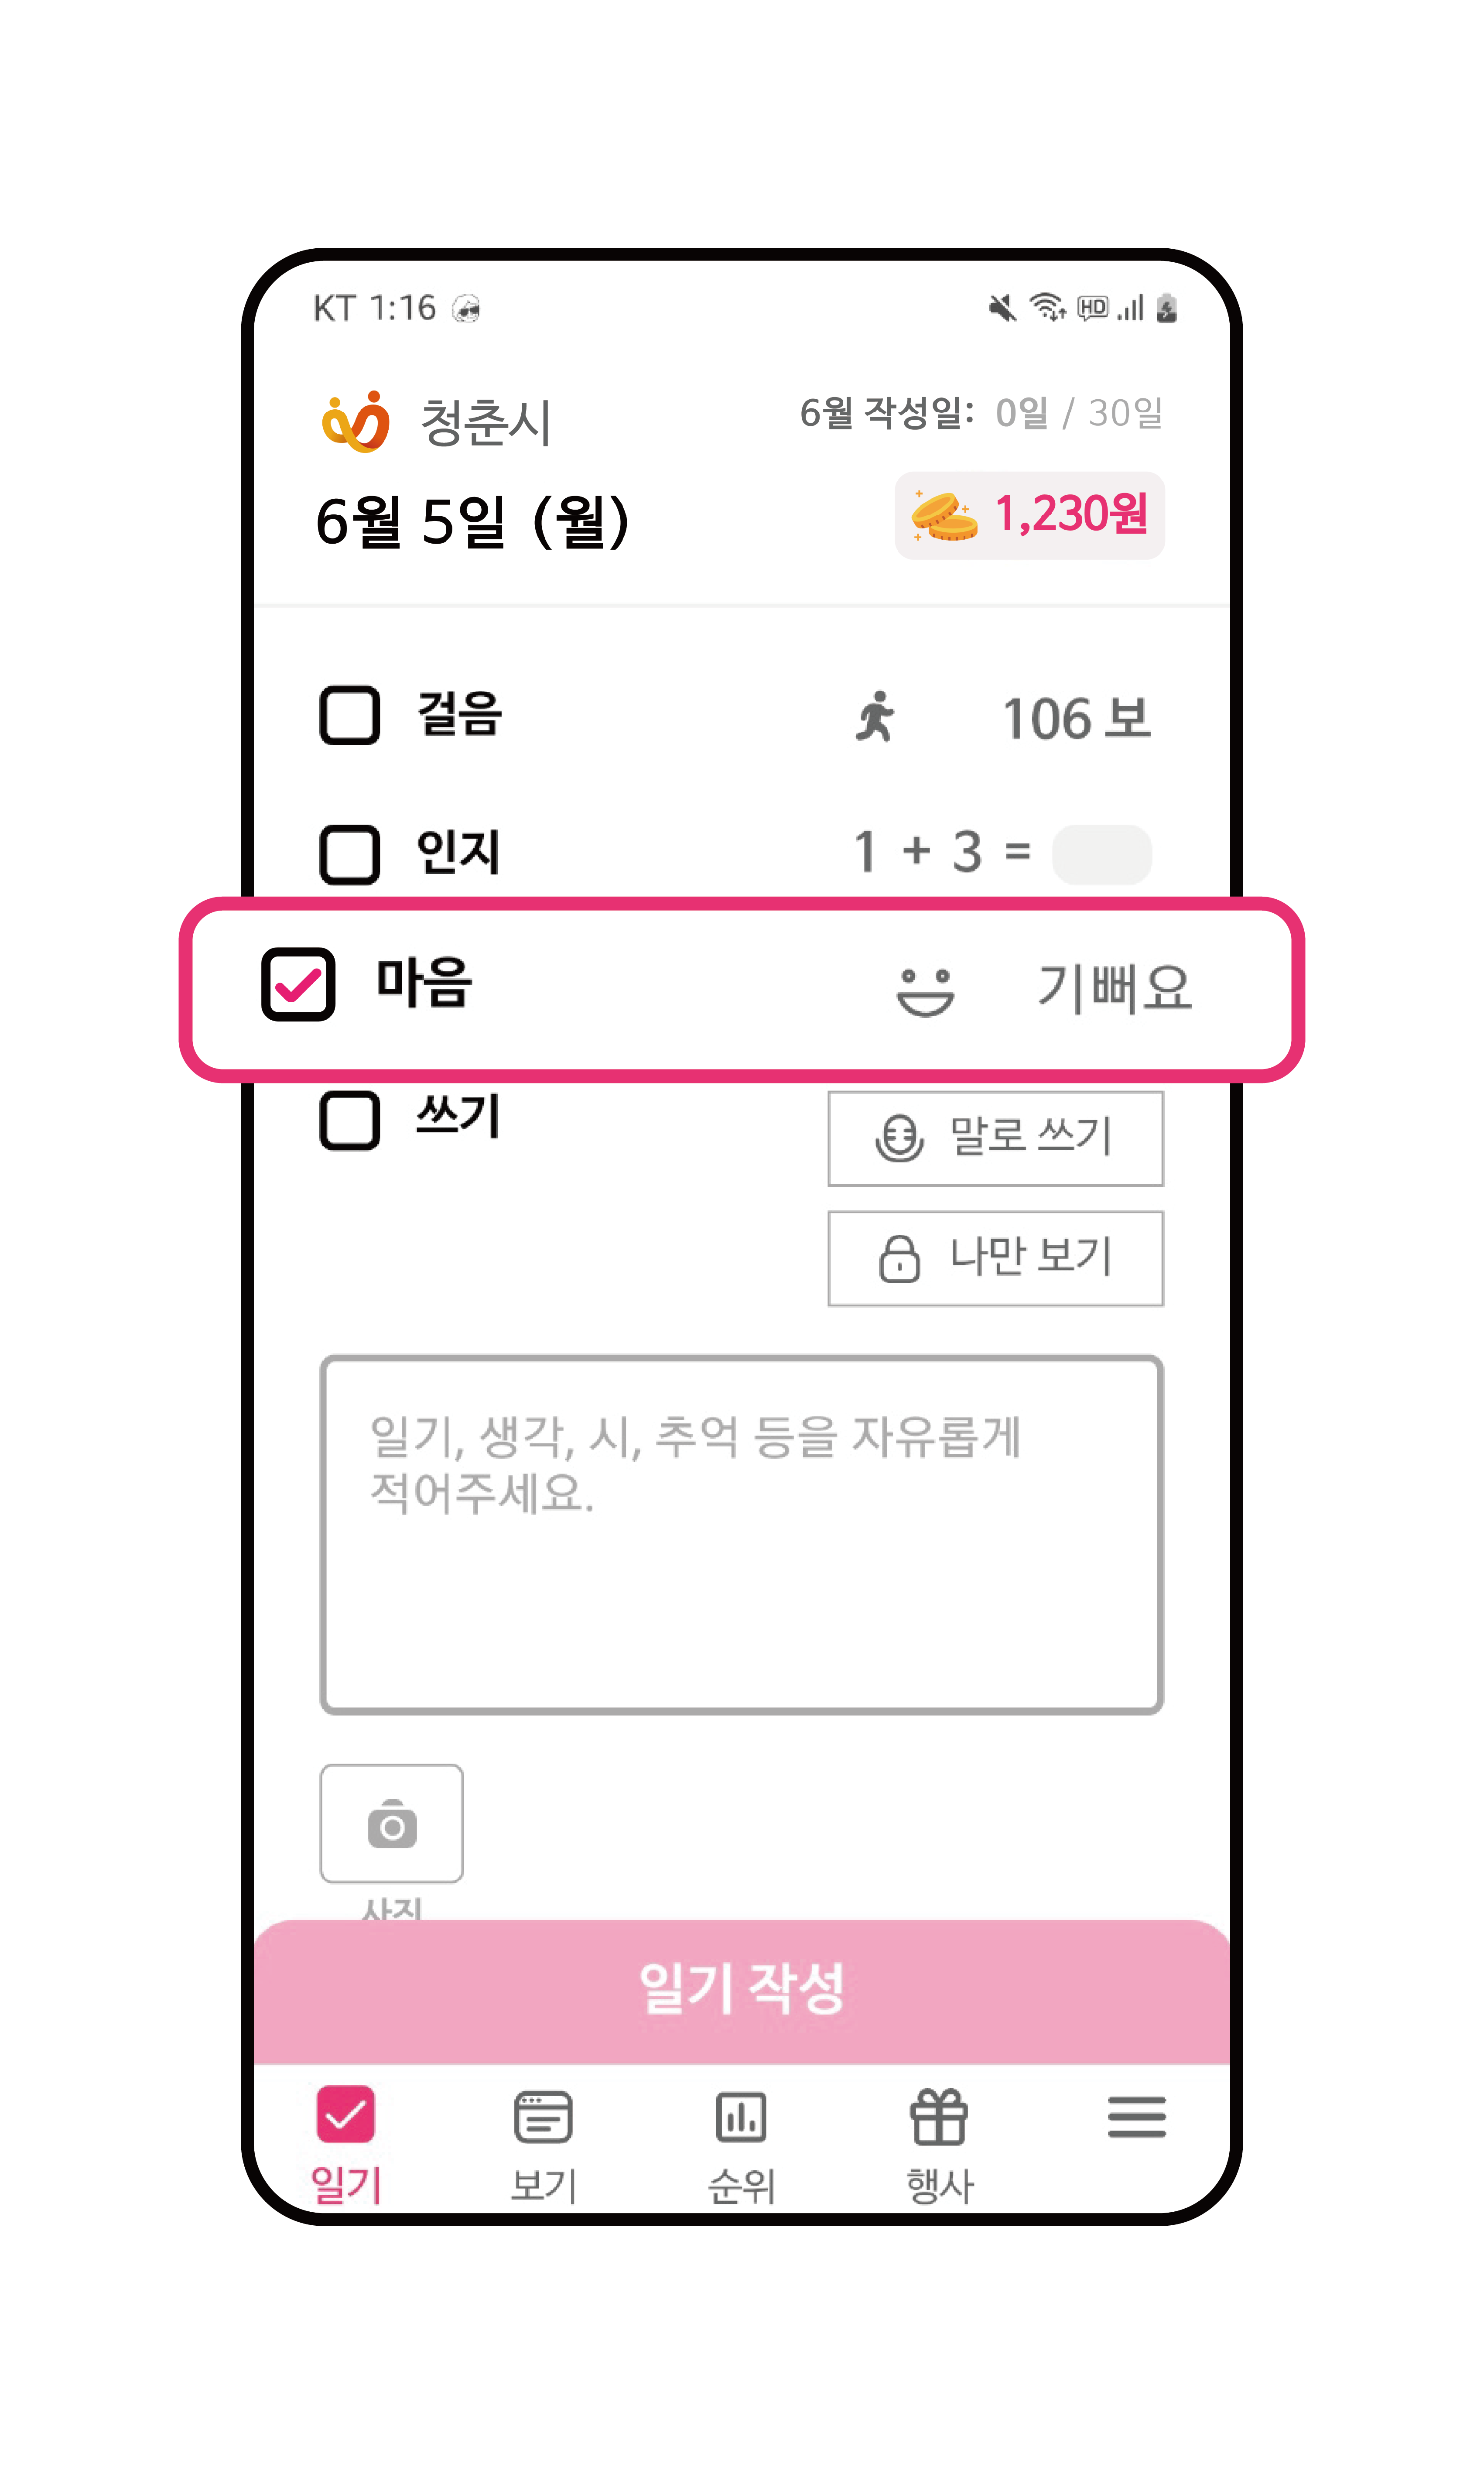 KT 1:16 HD
청춘시 6월 작성일: 0일 / 30일
6월 5일 (월) 1,230원
걸음 106 보
인지 1 + 3 =
마음 기뻐요
쓰기 말로 쓰기
나만 보기
일기, 생각, 시, 추억 등을 자유롭게
적어주세요.
사진
일기 작성
일기 보기 순위 행사